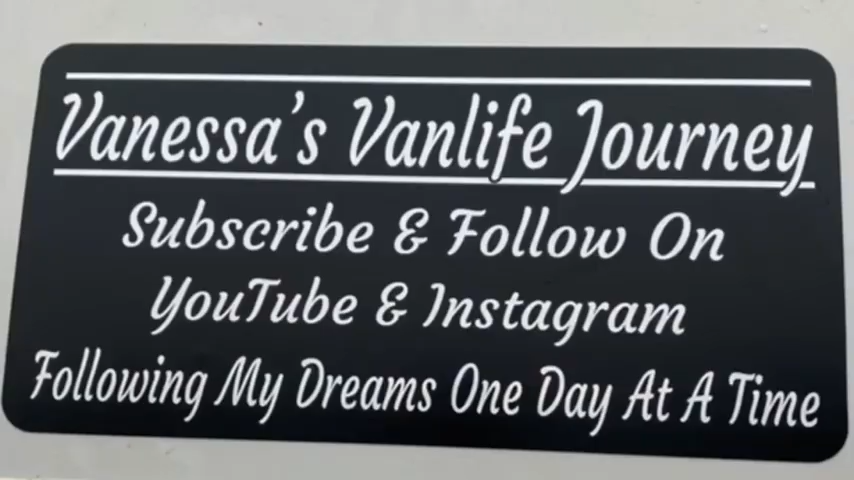 Vanessa's Vanlife Journey
Subscribe & Follow On
YouTube & Instagram
Following My Dreams One Day At A Time